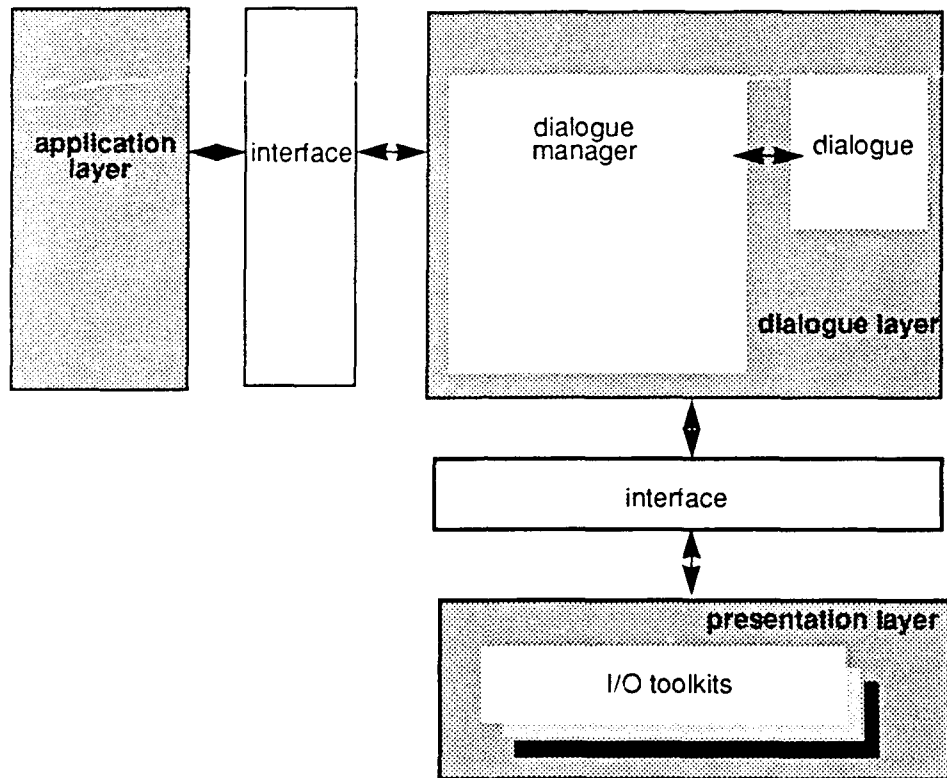 application
layer
interface
dialogue
manager
dialogue
dialogue layer
interface
presentation layer
I/O toolkits